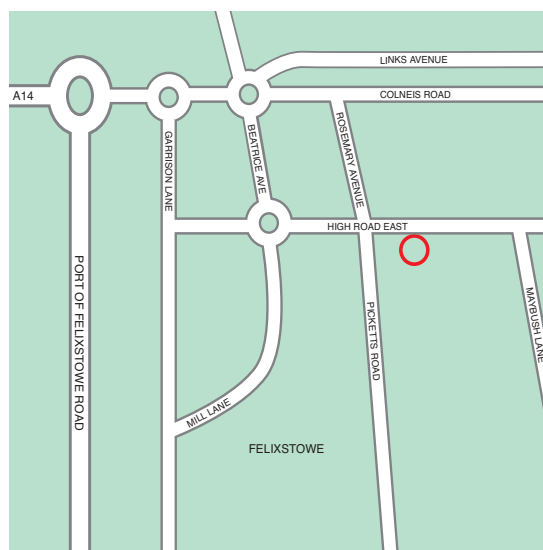 LINKS AVENUE
A14
COLNEIS ROAD
GARRISON LANE
BEATRICE AVE
ROSEMARY AVENUE
HIGH ROAD EAST
PORT OF FELIXSTOWE ROAD
PICKETTS ROAD
MAYBUSH LANE
MILL LANE
FELIXSTOWE